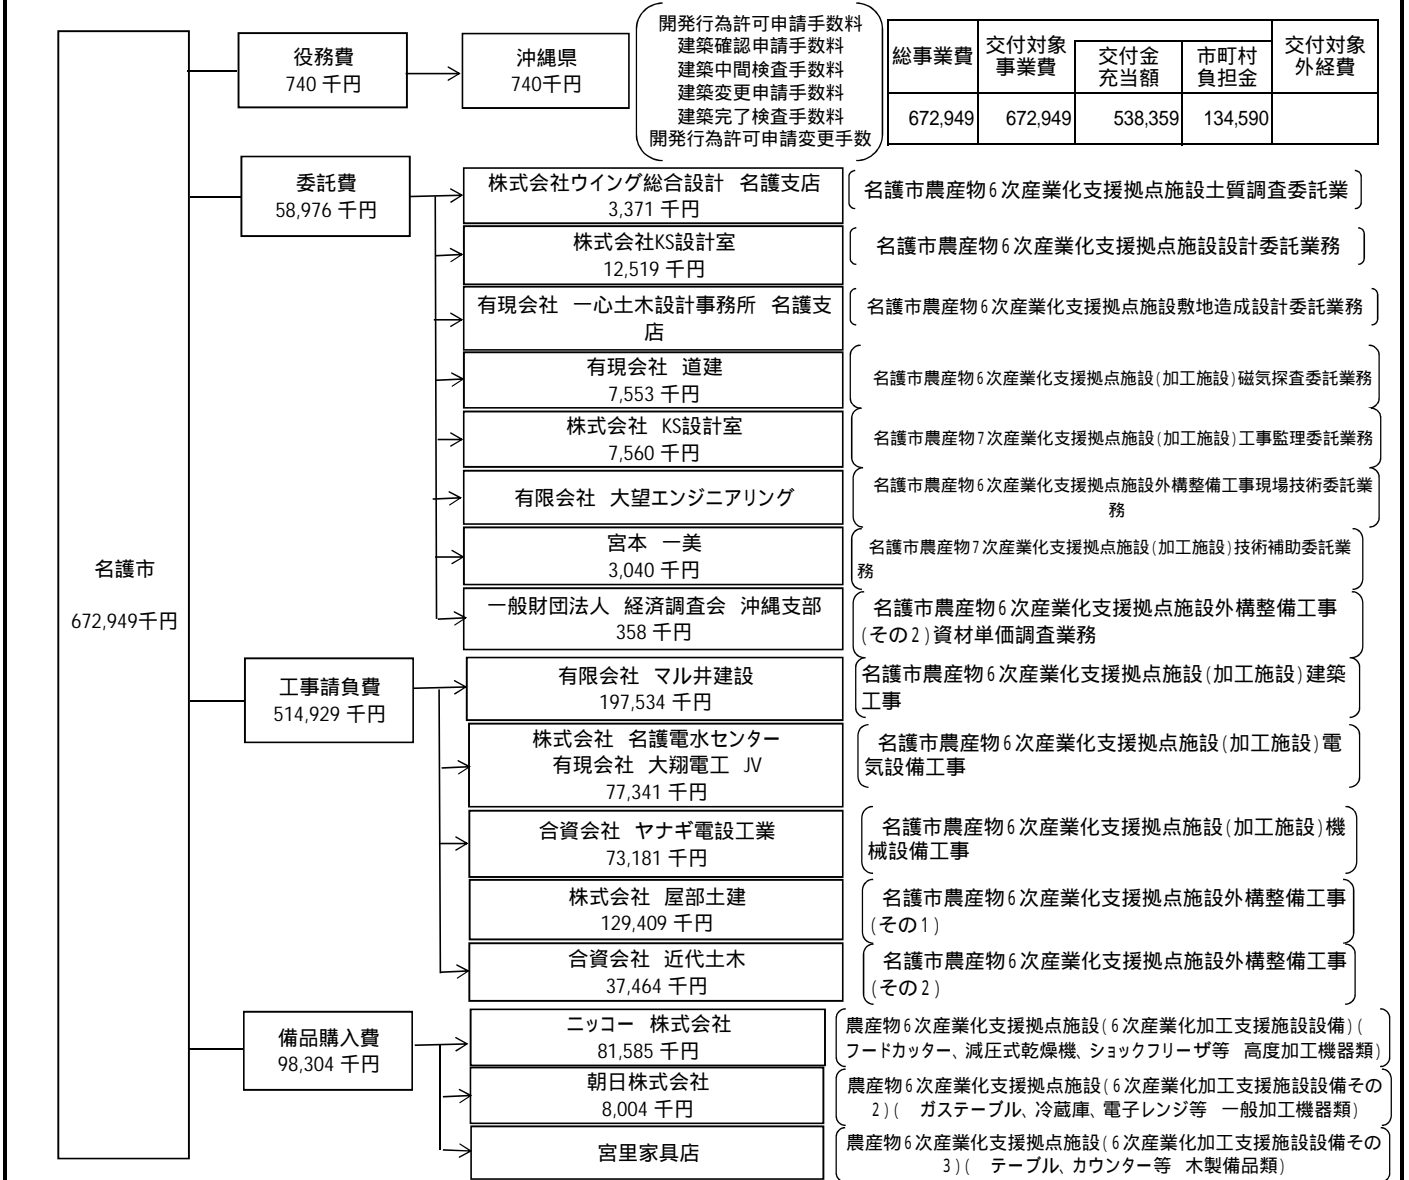 名護市
672,949千円
役務費
740 千円
沖縄県
740千円
開発行為許可申請手数料
建築確認申請手数料
建築中間検査手数料
建築変更申請手数料
建築完了検査手数料
開発行為許可申請変更手数
総事業費
交付対象
事業費
交付金
充当額
市町村
負担金
交付対象
外経費
672,949 672,949 538,359 134,590
委託費
58,976 千円
株式会社ウイング総合設計 名護支店
3,371 千円
名護市農産物6次産業化支援拠点施設土質調査委託業
株式会社KS設計室
12,519 千円
名護市農産物6次産業化支援拠点施設設計委託業務
有現会社 一心土木設計事務所 名護支
店
名護市農産物6次産業化支援拠点施設敷地造成設計委託業務
有現会社 道建
7,553 千円
名護市農産物6次産業化支援拠点施設(加工施設)磁気探査委託業務
株式会社 KS設計室
7,560 千円
名護市農産物7次産業化支援拠点施設(加工施設)工事監理委託業務
有限会社 大望エンジニアリング
名護市農産物6次産業化支援拠点施設外構整備工事現場技術委託業
務
宮本 一美
3,040 千円
名護市農産物7次産業化支援拠点施設(加工施設)技術補助委託業
務
一般財団法人 経済調査会 沖縄支部
358 千円
名護市農産物6次産業化支援拠点施設外構整備工事
(その2)資材単価調査業務
工事請負費
514,929 千円
有限会社 マル井建設
197,534 千円
名護市農産物6次産業化支援拠点施設(加工施設)建築
工事
株式会社 名護電水センター
有現会社 大翔電工 JV
77,341 千円
名護市農産物6次産業化支援拠点施設(加工施設)電
気設備工事
合資会社 ヤナギ電設工業
73,181 千円
名護市農産物6次産業化支援拠点施設(加工施設)機
械設備工事
株式会社 屋部土建
129,409 千円
名護市農産物6次産業化支援拠点施設外構整備工事
(その1)
合資会社 近代土木
37,464 千円
名護市農産物6次産業化支援拠点施設外構整備工事
(その2)
備品購入費
98,304 千円
ニッコー 株式会社
81,585 千円
農産物6次産業化支援拠点施設(6次産業化加工支援施設設備)(
フードカッター、減圧式乾燥機、ショックフリーザ等 高度加工機器類)
朝日株式会社
8,004 千円
農産物6次産業化支援拠点施設(6次産業化加工支援施設設備その
2)( ガステーブル、冷蔵庫、電子レンジ等 一般加工機器類)
宮里家具店
農産物6次産業化支援拠点施設(6次産業化加工支援施設設備その
3)( テーブル、カウンター等 木製備品類)